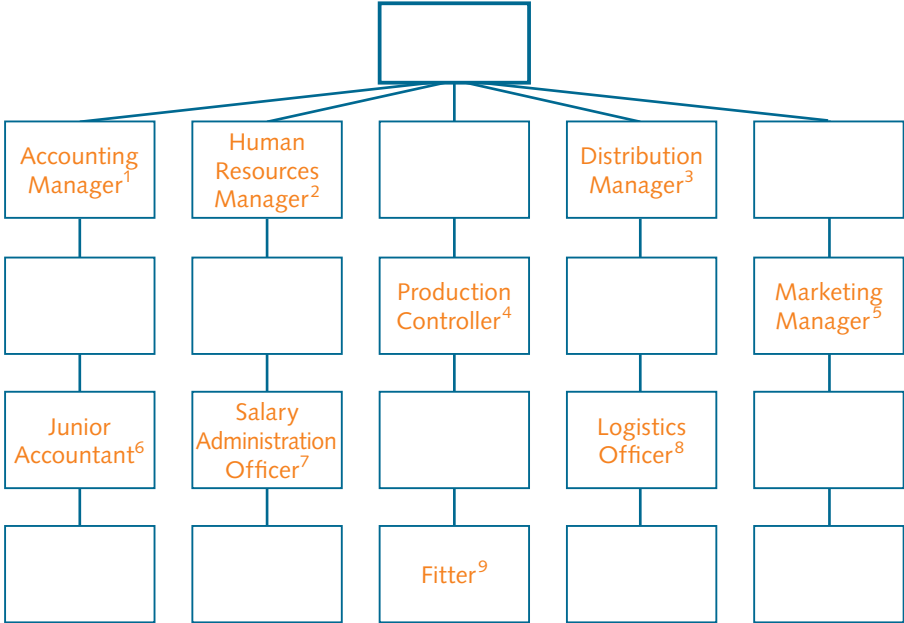 Accounting
Manager¹
Human
Resources
Manager²
Distribution
Manager³
Production
Controller⁴
Marketing
Manager⁵
Junior
Accountant⁶
Salary
Administration
Officer⁷
Logistics
Officer⁸
Fitter⁹